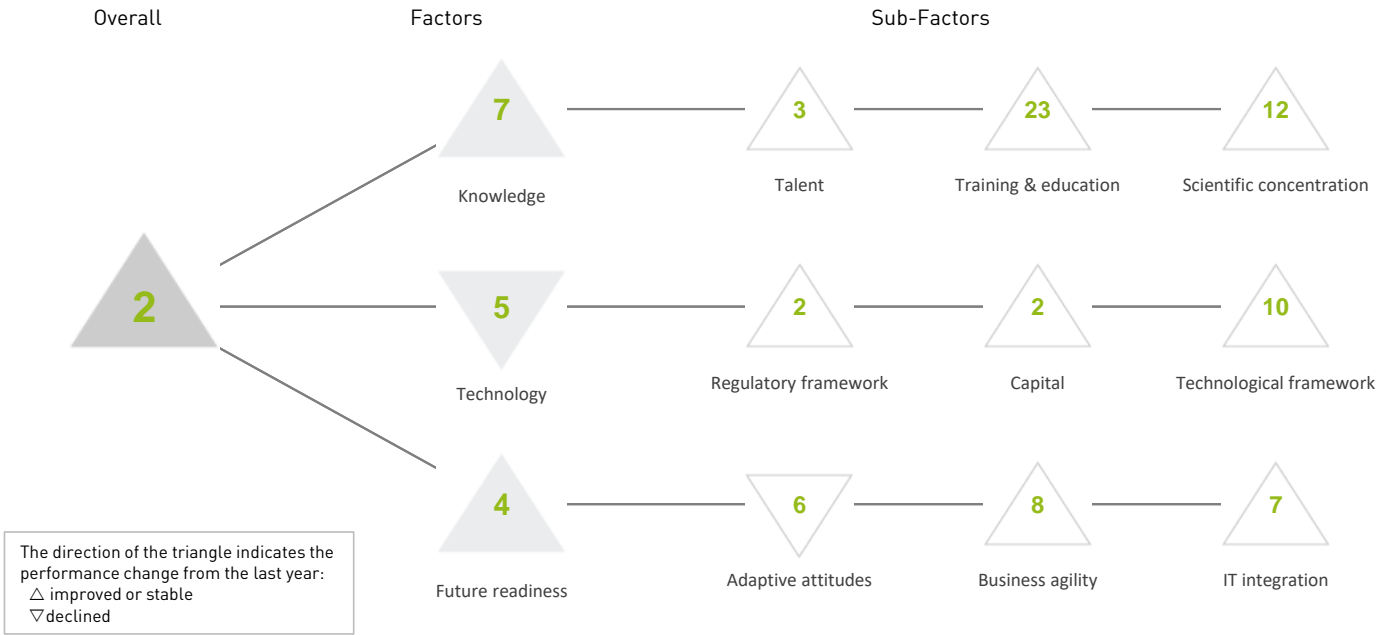 Overall
Factors
Sub-Factors
7
3
23
12
Knowledge
Talent
Training & education
Scientific concentration
2
5
2
2
10
Technology
Regulatory framework
Capital
Technological framework
4
6
8
7
Future readiness
Adaptive attitudes
Business agility
IT integration
The direction of the triangle indicates the
performance change from the last year:
△ improved or stable
▽ declined